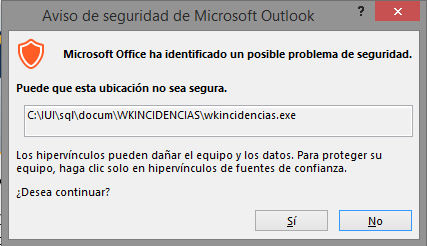 Aviso de seguridad de Microsoft Outlook
Microsoft Office ha identificado un posible problema de seguridad.
Puede que esta ubicación no sea segura.
C:\IUI\sql\docum\WKINCIDENCIAS\wkincidencias.exe
Los hipervínculos pueden dañar el equipo y los datos. Para proteger su
equipo, haga clic solo en hipervínculos de fuentes de confianza.
¿Desea continuar?
Sí No